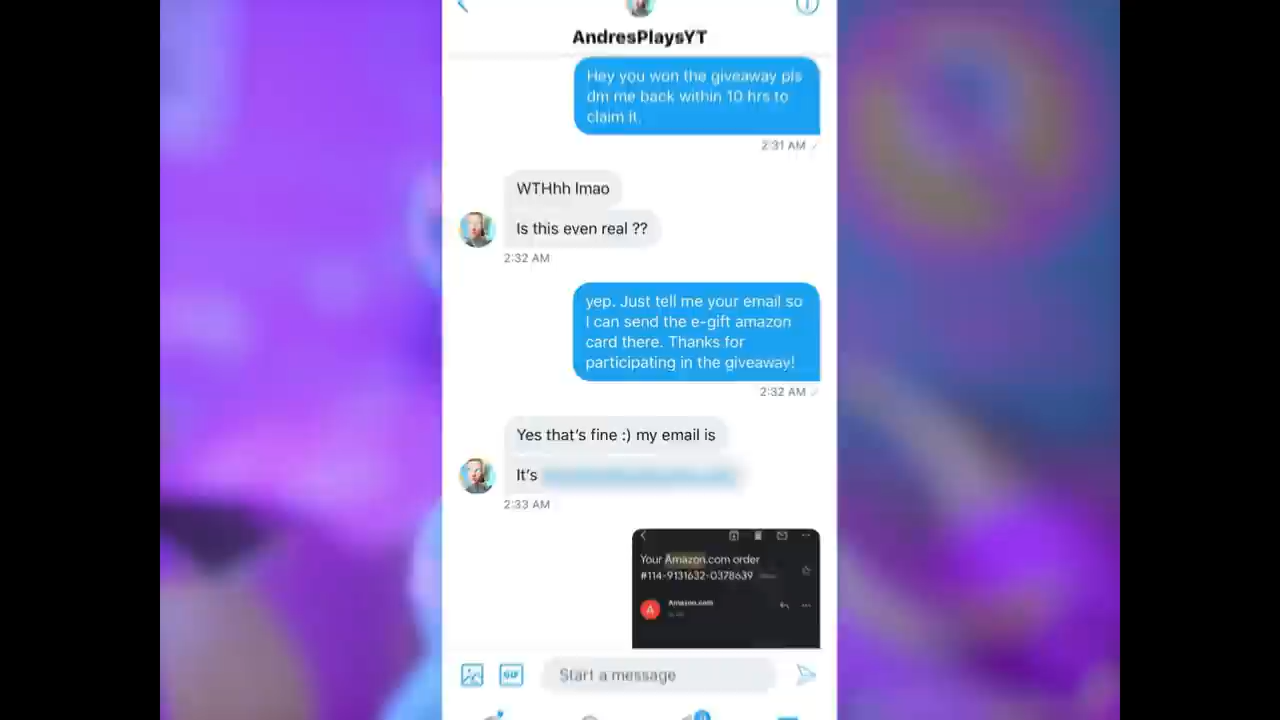 AndresPlaysYT
Hey you won the giveaway pls
dm me back within 10 hrs to
claim it.
2:31 AM
WTHhh lmao
Is this even real ??
2:32 AM
yep. Just tell me your email so
I can send the e-gift amazon
card there. Thanks for
participating in the giveaway!
2:32 AM
Yes that's fine :) my email is
It's
2:33 AM
Your Amazon.com order
#114-9131632-0378639
A
Amazon.com
GIF
Start a message